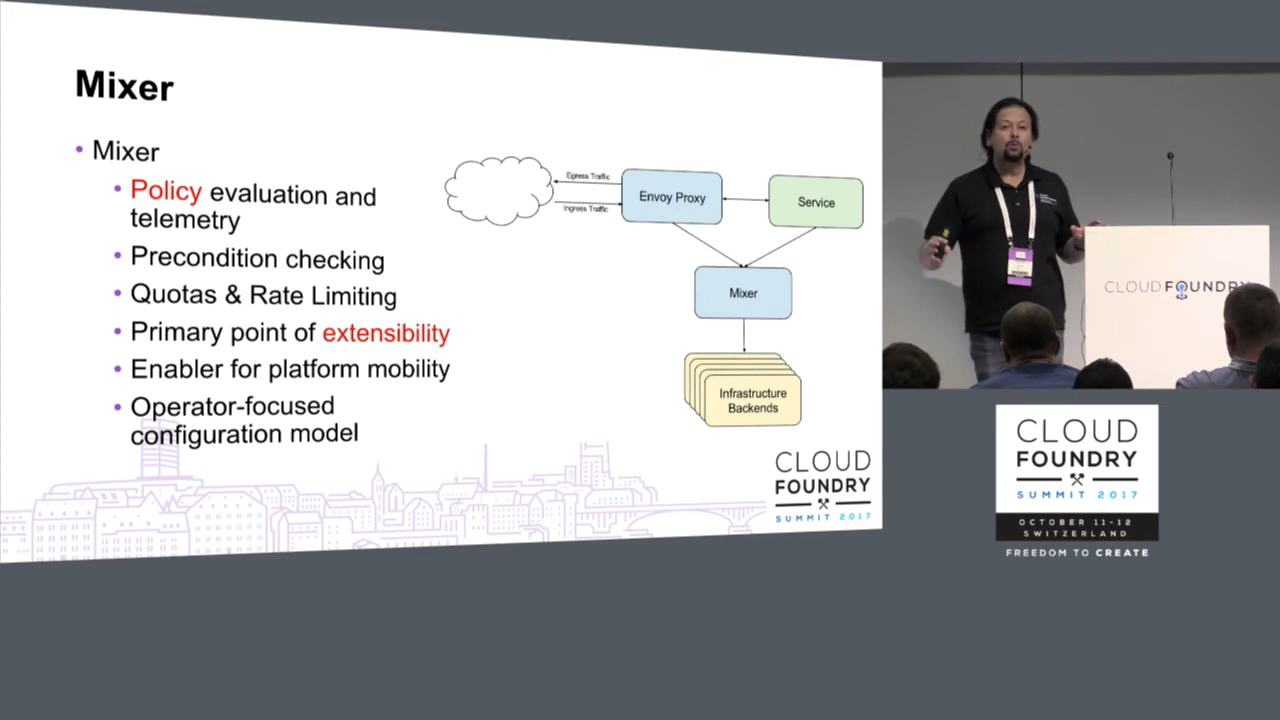 Mixer
• Mixer
• Policy evaluation and
telemetry
• Precondition checking
• Quotas & Rate Limiting
• Primary point of extensibility
• Enabler for platform mobility
• Operator-focused
configuration model
Egress Traffic
Ingress Traffic
Envoy Proxy
Service
Mixer
Infrastructure
Backends
CLOUD
FOUNDRY
SUMMIT 2017
CLOUD FOUNDRY
CLOUD
FOUNDRY
SUMMIT 2017
OCTOBER 11-12
SWITZERLAND
FREEDOM TO CREATE